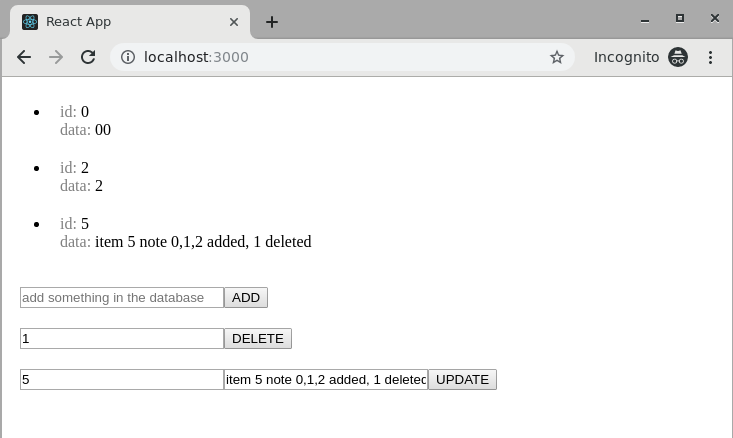 React App
localhost:3000
Incognito
id: 0
data: 00
id: 2
data: 2
id: 5
data: item 5 note 0,1,2 added, 1 deleted
add something in the database ADD
1 DELETE
5 item 5 note 0,1,2 added, 1 deleted UPDATE